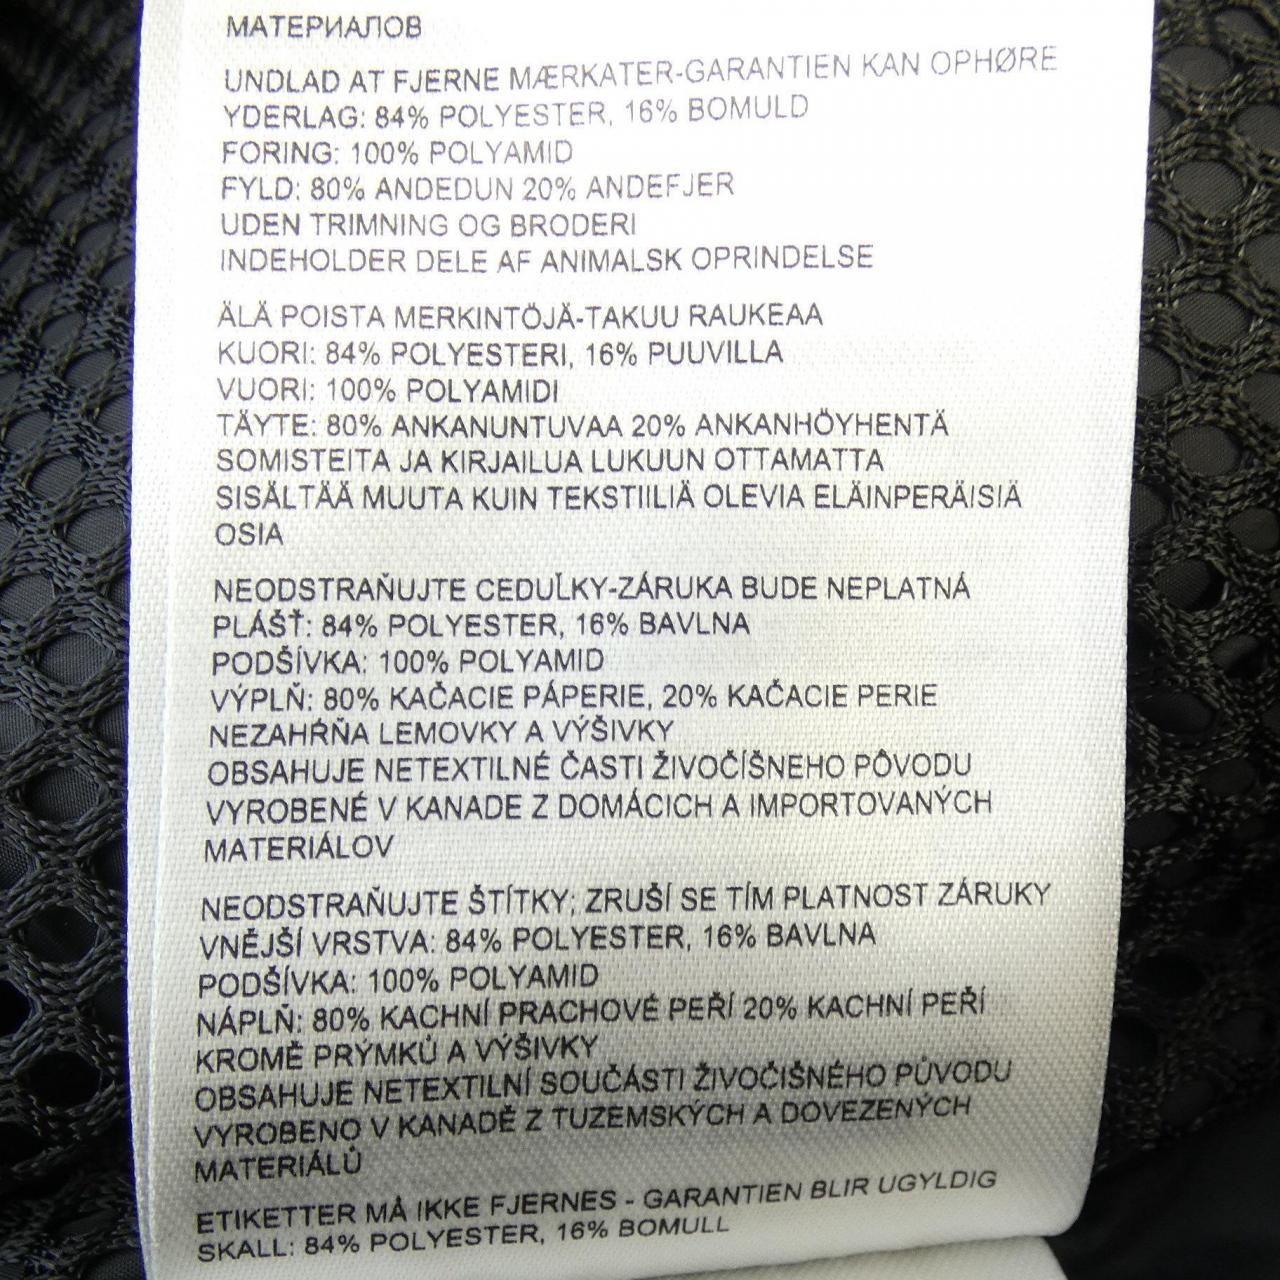 МАТЕРИАЛОВ
UNDLAD AT FJERNE MÆRKATER-GARANTIEN KAN OPHØRE
YDERLAG: 84% POLYESTER, 16% BOMULD
FORING: 100% POLYAMID
FYLD: 80% ANDEDUN 20% ANDEFJER
UDEN TRIMNING OG BRODERI
INDEHOLDER DELE AF ANIMALSK OPRINDELSE
ÄLÄ POISTA MERKINTÖJÄ-TAKUU RAUKEAA
KUORI: 84% POLYESTERI, 16% PUUVILLA
VUORI: 100% POLYAMIDI
TÄYTE: 80% ANKANUNTUVAA 20% ANKANHÖYHENTÄ
SOMISTEITA JA KIRJAILUA LUKUUN OTTAMATTA
SISÄLTÄÄ MUUTA KUIN TEKSTIILIÄ OLEVIA ELÄINPERÄISIÄ
OSIA
NEODSTRAŇUJTE CEDUĽKY-ZÁRUKA BUDE NEPLATNÁ
PLÁŠŤ: 84% POLYESTER, 16% BAVLNA
PODŠÍVKA: 100% POLYAMID
VÝPLŇ: 80% KAČACIE PÁPERIE, 20% KAČACIE PERIE
NEZAHŔŇA LEMOVKY A VÝŠIVKY
OBSAHUJE NETEXTILNÉ ČASTI ŽIVOČÍŠNEHO PÔVODU
VYROBENÉ V KANADE Z DOMÁCICH A IMPORTOVANÝCH
MATERIÁLOV
NEODSTRAŇUJTE ŠTÍTKY; ZRUŠÍ SE TÍM PLATNOST ZÁRUKY
VNĚJŠÍ VRSTVA: 84% POLYESTER, 16% BAVLNA
PODŠÍVKA: 100% POLYAMID
NÁPLŇ: 80% KACHNÍ PRACHOVÉ PEŘÍ 20% KACHNÍ PEŘÍ
KROMĚ PRÝMKŮ A VÝŠIVKY
OBSAHUJE NETEXTILNÍ SOUČÁSTI ŽIVOČIŠNÉHO PŮVODU
VYROBENO V KANADĚ Z TUZEMSKÝCH A DOVEZENÝCH
MATERIÁLŮ
ETIKETTER MÅ IKKE FJERNES - GARANTIEN BLIR UGYLDIG
SKALL: 84% POLYESTER, 16% BOMULL